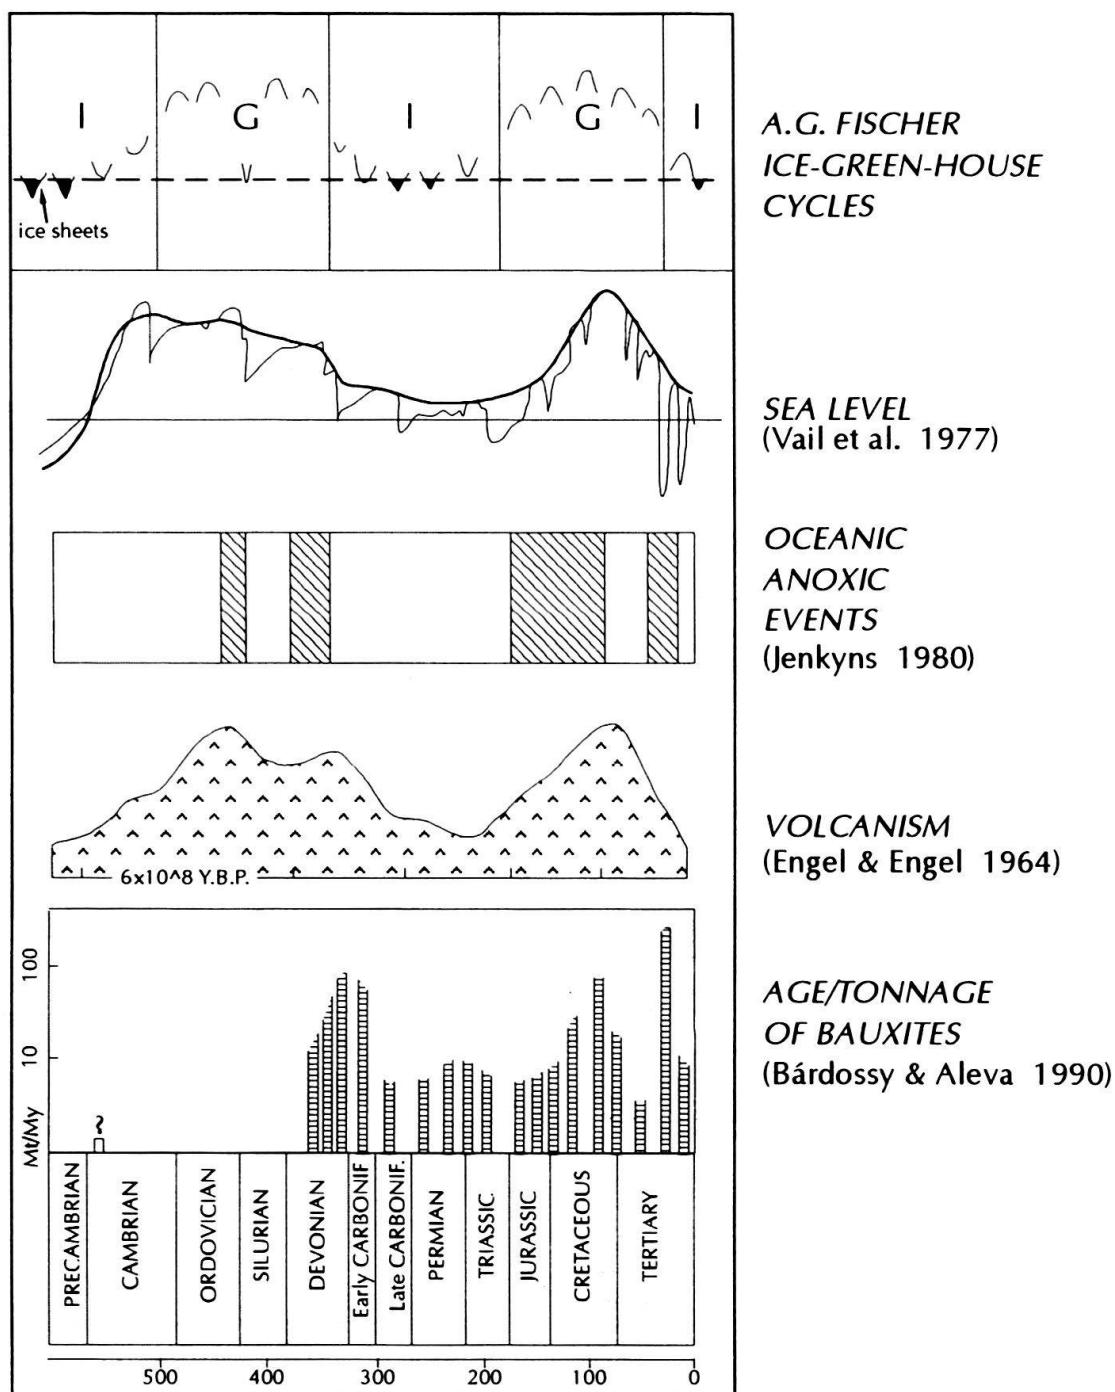 I
G
I
G
I
ice sheets
A.G. FISCHER
ICE-GREEN-HOUSE
CYCLES
SEA LEVEL
(Vail et al. 1977)
OCEANIC
ANOXIC
EVENTS
(Jenkyns 1980)
6x10^8 Y.B.P.
VOLCANISM
(Engel & Engel 1964)
100
10
Mt/My
?
AGE/TONNAGE
OF BAUXITES
(Bárdossy & Aleva 1990)
PRECAMBRIAN
CAMBRIAN
ORDOVICIAN
SILURIAN
DEVONIAN
Early CARBONIF
Late CARBONIF.
PERMIAN
TRIASSIC
JURASSIC
CRETACEOUS
TERTIARY
500 400 300 200 100 0